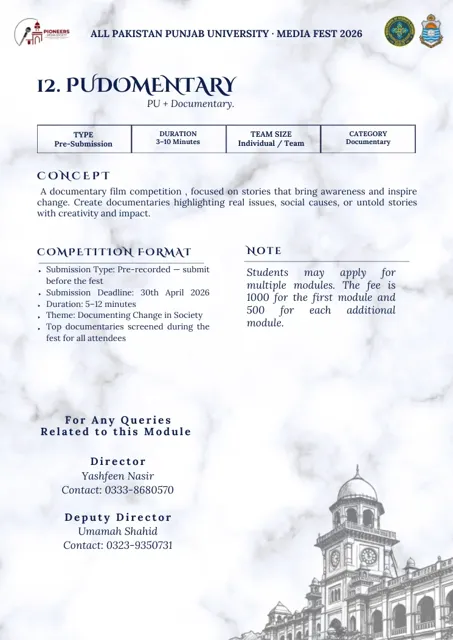 PIONEERS
ALL PAKISTAN PUNJAB UNIVERSITY · MEDIA FEST 2026
12. PUDOMENTARY
PU + Documentary.
TYPE
Pre-Submission
DURATION
3–10 Minutes
TEAM SIZE
Individual / Team
CATEGORY
Documentary
CONCEPT
A documentary film competition , focused on stories that bring awareness and inspire
change. Create documentaries highlighting real issues, social causes, or untold stories
with creativity and impact.
COMPETITION FORMAT
• Submission Type: Pre-recorded — submit
before the fest
• Submission Deadline: 30th April 2026
• Duration: 5–12 minutes
• Theme: Documenting Change in Society
• Top documentaries screened during the
fest for all attendees
NOTE
Students may apply for
multiple modules. The fee is
1000 for the first module and
500 for each additional
module.
For Any Queries
Related to this Module
Director
Yashfeen Nasir
Contact: 0333-8680570
Deputy Director
Umamah Shahid
Contact: 0323-9350731